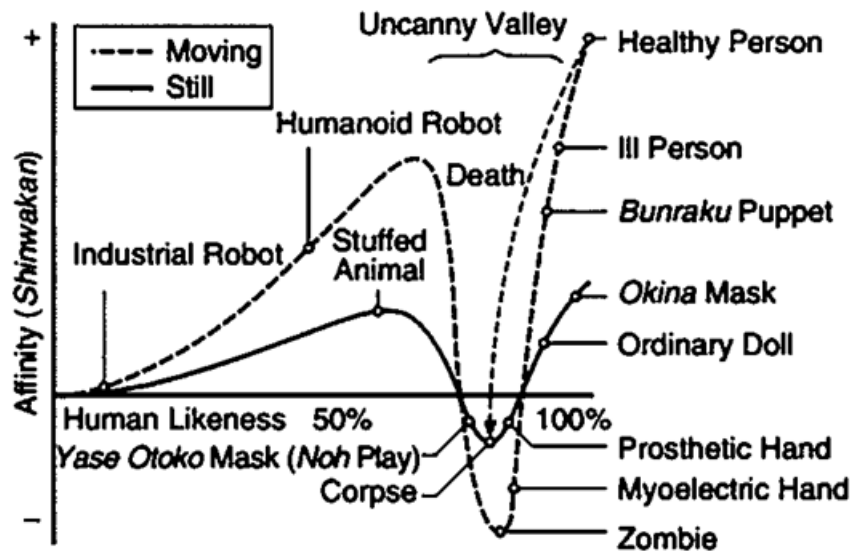 +
Uncanny Valley
Moving
Still
Healthy Person
Humanoid Robot
Ill Person
Death
Bunraku Puppet
Industrial Robot
Stuffed
Animal
Okina Mask
Ordinary Doll
Affinity (Shinwakan)
Human Likeness 50% 100%
Yase Otoko Mask (Noh Play)
Prosthetic Hand
Corpse
Myoelectric Hand
–
Zombie